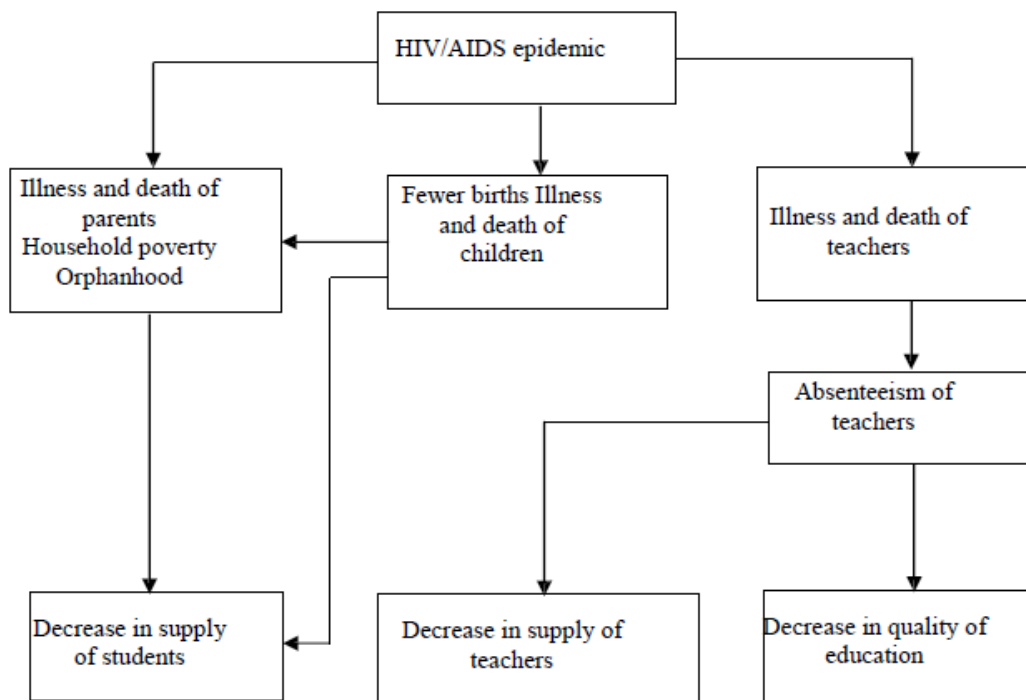 HIV/AIDS epidemic
Illness and death of
parents
Household poverty
Orphanhood
Fewer births Illness
and death of
children
Illness and death of
teachers
Absenteeism of
teachers
Decrease in supply
of students
Decrease in supply of
teachers
Decrease in quality of
education